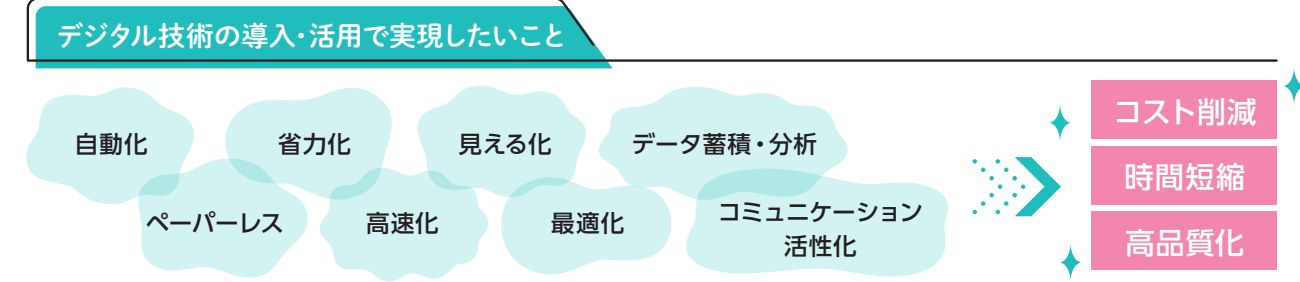 デジタル技術の導入・活用で実現したいこと
自動化
省力化
見える化
データ蓄積・分析
ペーパーレス
高速化
最適化
コミュニケーション
活性化
コスト削減
時間短縮
高品質化